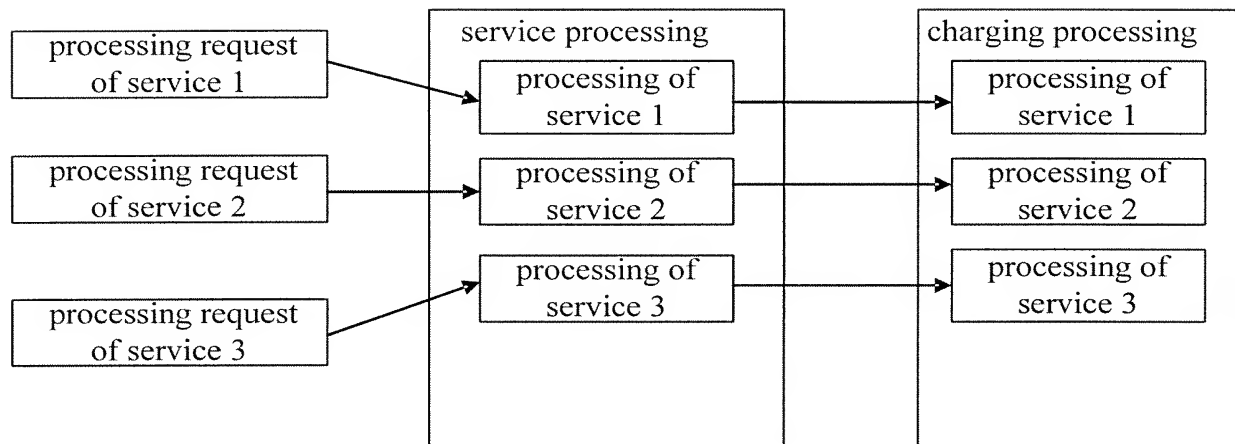 processing request
of service 1
processing request
of service 2
processing request
of service 3
service processing
processing of
service 1
processing of
service 2
processing of
service 3
charging processing
processing of
service 1
processing of
service 2
processing of
service 3